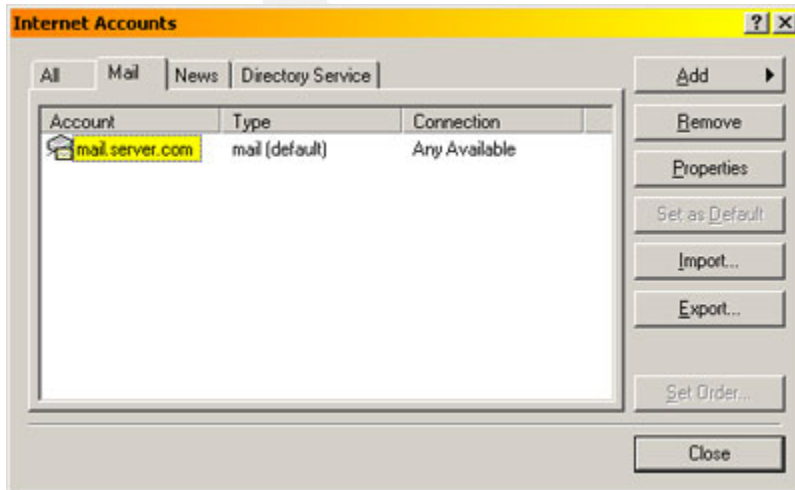 Internet Accounts
All Mail News Directory Service
Account Type Connection
mail.server.com mail (default) Any Available
Add
Remove
Properties
Set as Default
Import...
Export...
Set Order...
Close